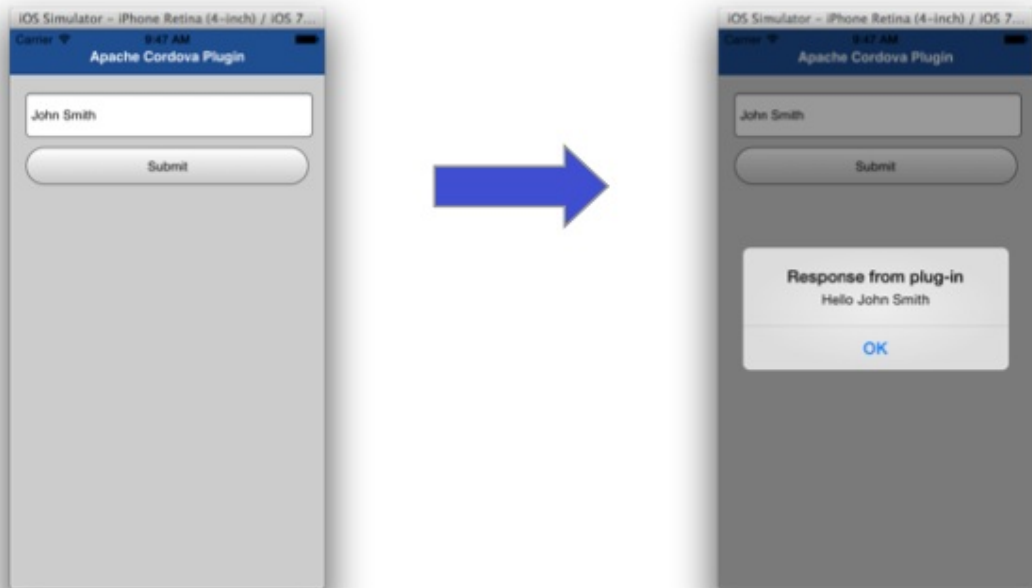 iOS Simulator – iPhone Retina (4-inch) / iOS 7...
Carrier 9:47 AM
Apache Cordova Plugin
John Smith
Submit
iOS Simulator – iPhone Retina (4-inch) / iOS 7...
Carrier 9:47 AM
Apache Cordova Plugin
John Smith
Submit
Response from plug-in
Hello John Smith
OK